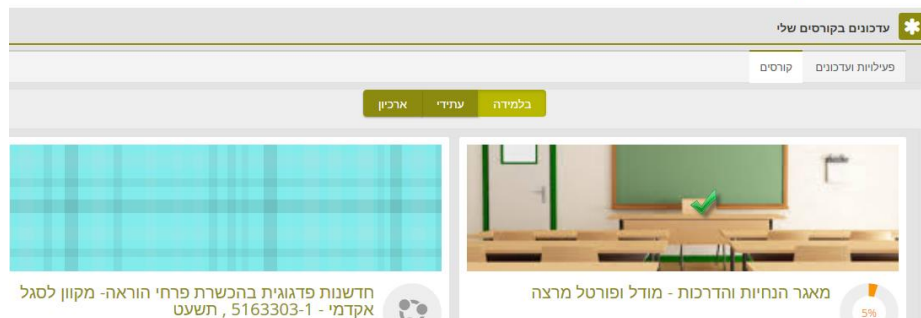 עדכונים בקורסים שלי
פעילויות ועדכונים
קורסים
בלמידה
עתידי
ארכיון
מאגר הנחיות והדרכות - מודל ופורטל מרצה
5%
חדשנות פדגוגית בהכשרת פרחי הוראה- מקוון לסגל
אקדמי - 5163303-1 , תשעט